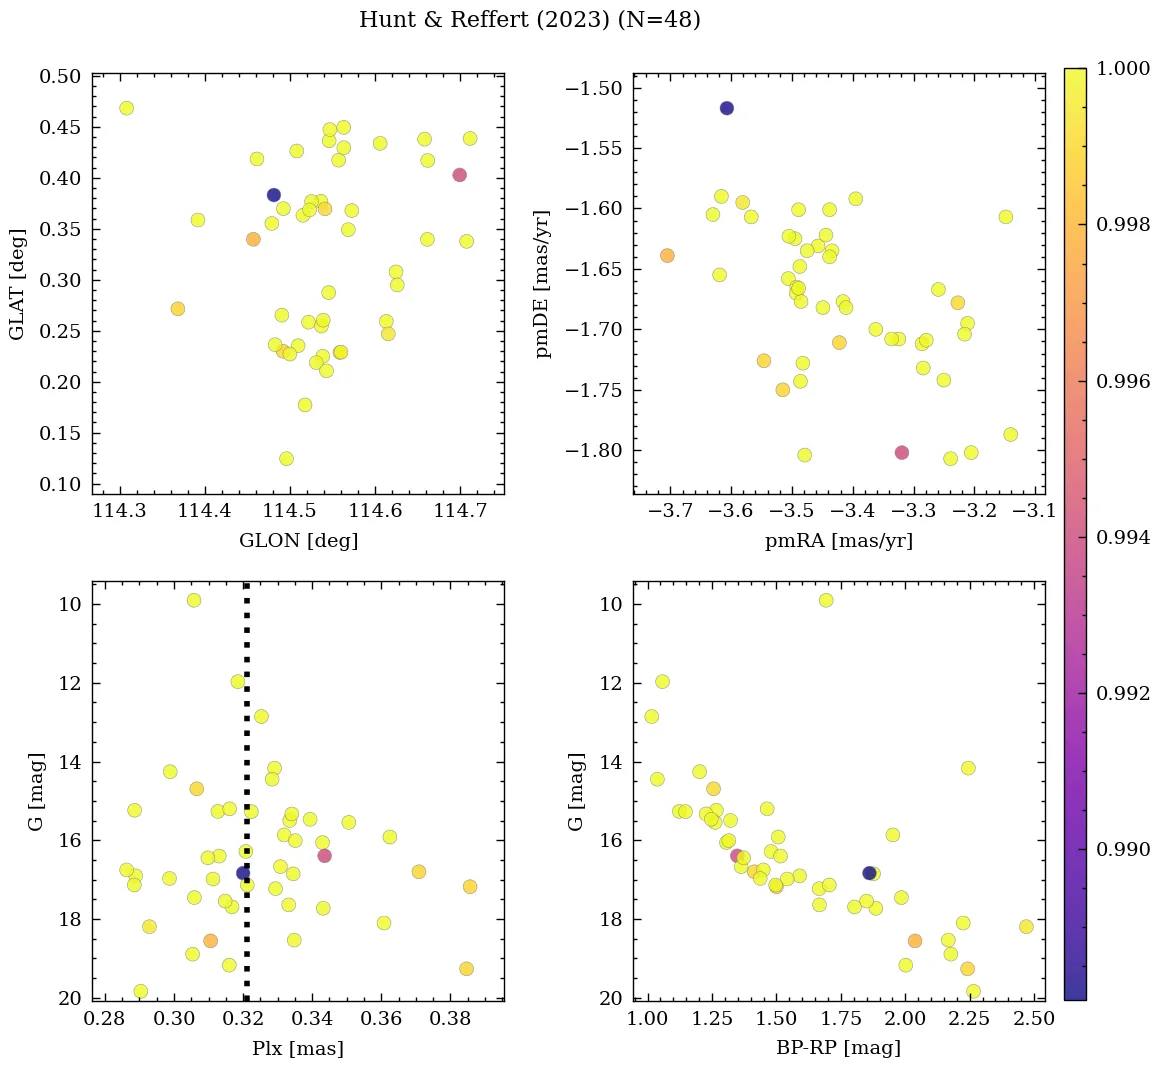 Hunt & Reffert (2023) (N=48)
0.50
0.45
0.40
0.35
0.30
0.25
0.20
0.15
0.10
GLAT [deg]
114.3 114.4 114.5 114.6 114.7
GLON [deg]
−1.50
−1.55
−1.60
−1.65
−1.70
−1.75
−1.80
pmDE [mas/yr]
−3.7 −3.6 −3.5 −3.4 −3.3 −3.2 −3.1
pmRA [mas/yr]
1.000
0.998
0.996
0.994
0.992
0.990
10
12
14
16
18
20
G [mag]
0.28 0.30 0.32 0.34 0.36 0.38
Plx [mas]
10
12
14
16
18
20
G [mag]
1.00 1.25 1.50 1.75 2.00 2.25 2.50
BP-RP [mag]